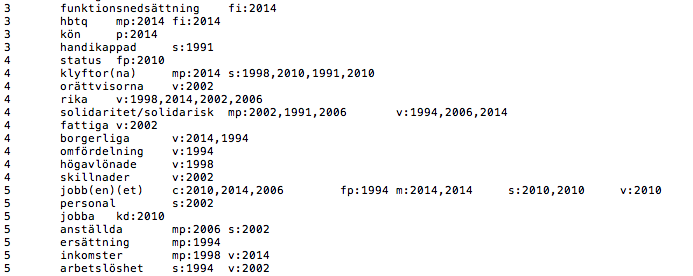 3 funktionsnedsättning fi:2014
3 hbtq mp:2014 fi:2014
3 kön p:2014
3 handikappad s:1991
4 status fp:2010
4 klyftor(na) mp:2014 s:1998,2010,1991,2010
4 orättvisorna v:2002
4 rika v:1998,2014,2002,2006
4 solidaritet/solidarisk mp:2002,1991,2006 v:1994,2006,2014
4 fattiga v:2002
4 borgerliga v:2014,1994
4 omfördelning v:1994
4 högavlönade v:1998
4 skillnader v:2002
5 jobb(en)(et) c:2010,2014,2006 fp:1994 m:2014,2014 s:2010,2010 v:2010
5 personal s:2002
5 jobba kd:2010
5 anställda mp:2006 s:2002
5 ersättning mp:1994
5 inkomster mp:1998 v:2014
5 arbetslöshet s:1994 v:2002